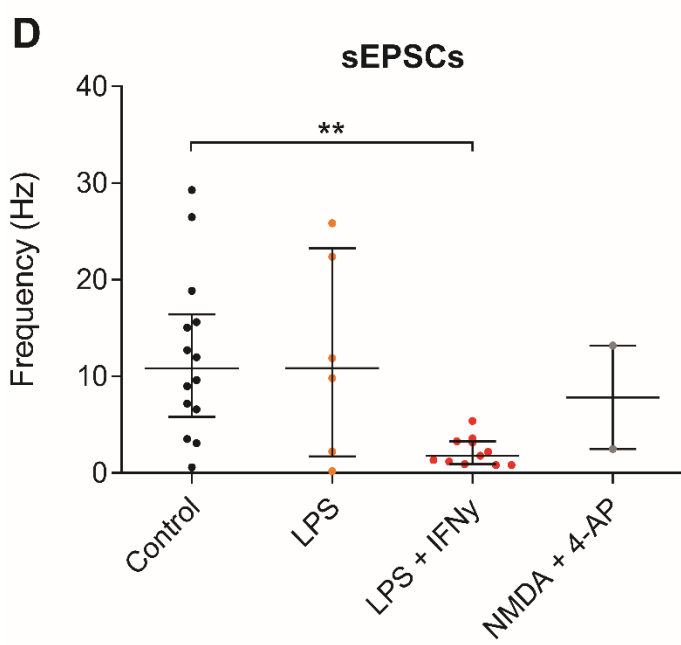 D
sEPSCs
**
Frequency (Hz)
40
30
20
10
0
Control
LPS
LPS + IFNy
NMDA + 4-AP